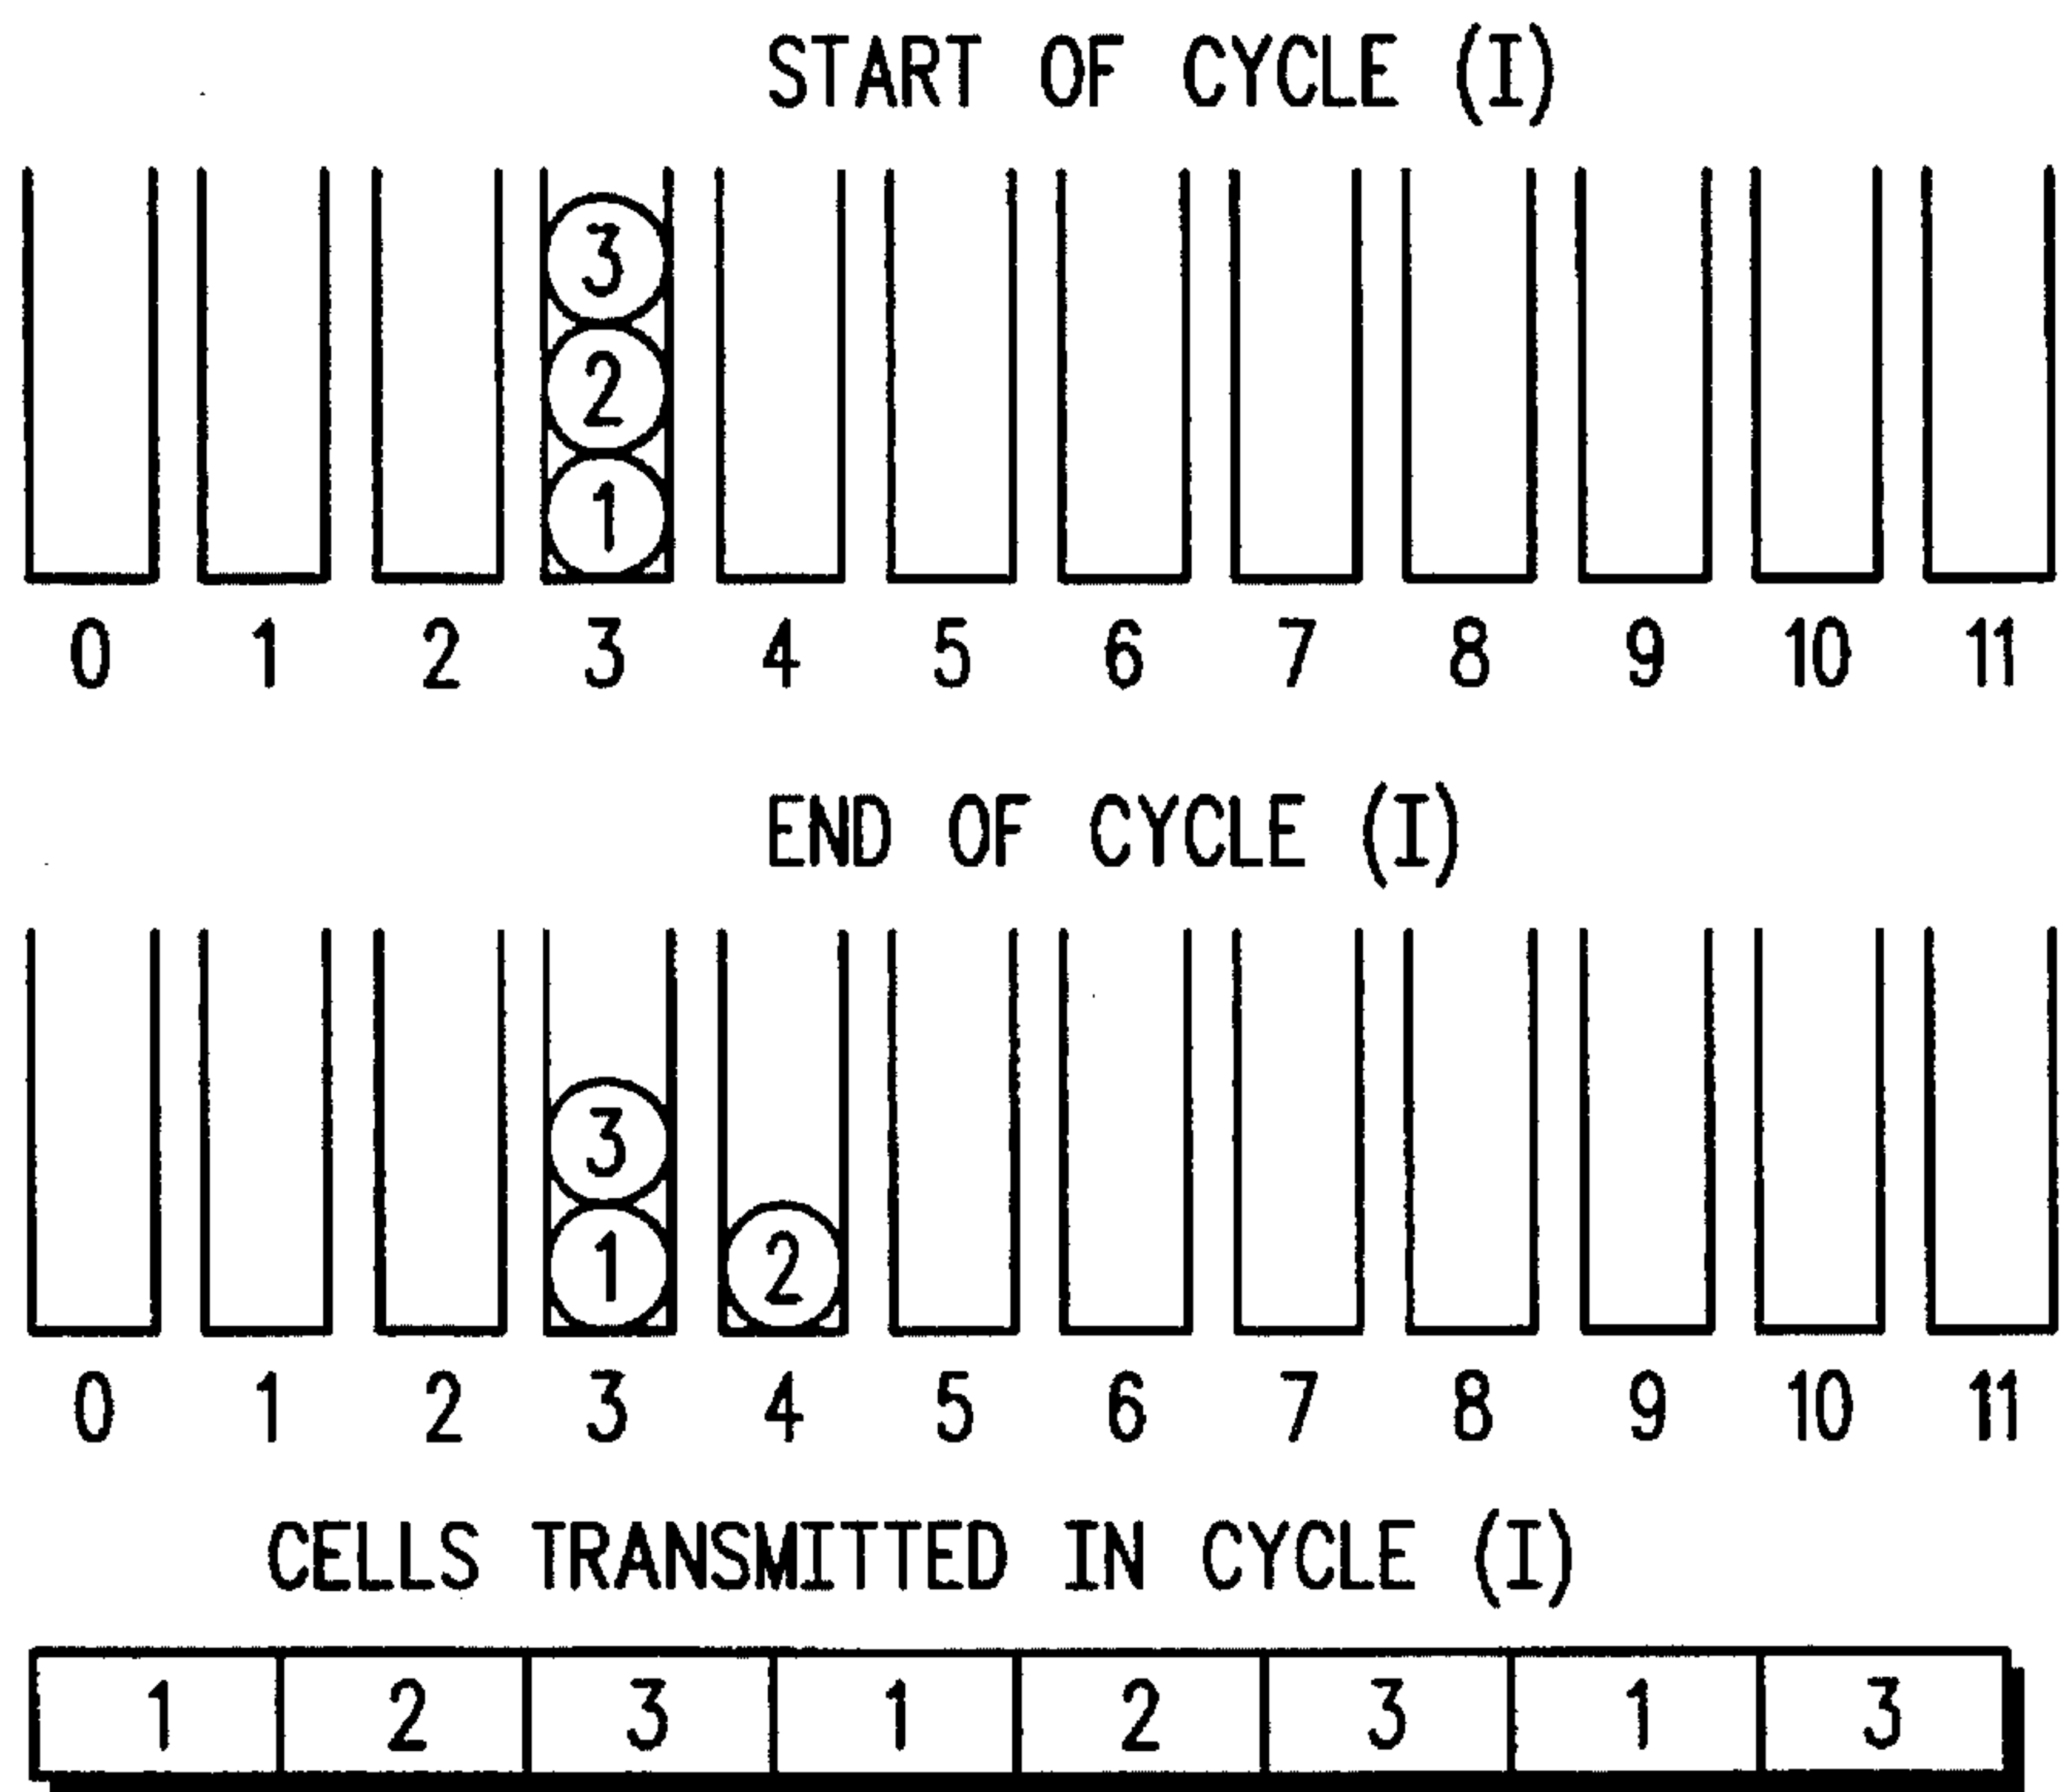 START OF CYCLE (I)
3
2
1
0 1 2 3 4 5 6 7 8 9 10 11
END OF CYCLE (I)
3
1 2
0 1 2 3 4 5 6 7 8 9 10 11
CELLS TRANSMITTED IN CYCLE (I)
1 2 3 1 2 3 1 3